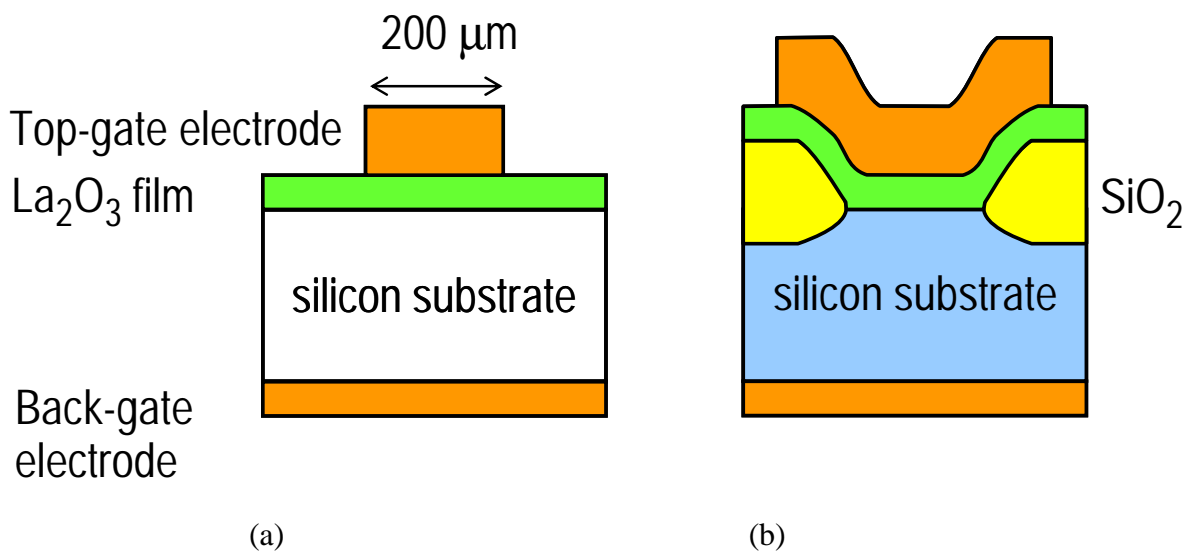 200 μm
Top-gate electrode
La₂O₃ film
silicon substrate
Back-gate
electrode
(a)
SiO₂
silicon substrate
(b)